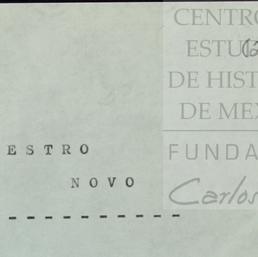 CENTRO
ESTU
DE HIST
DE MEX
FUNDA
Carlos
ESTRO
NOVO